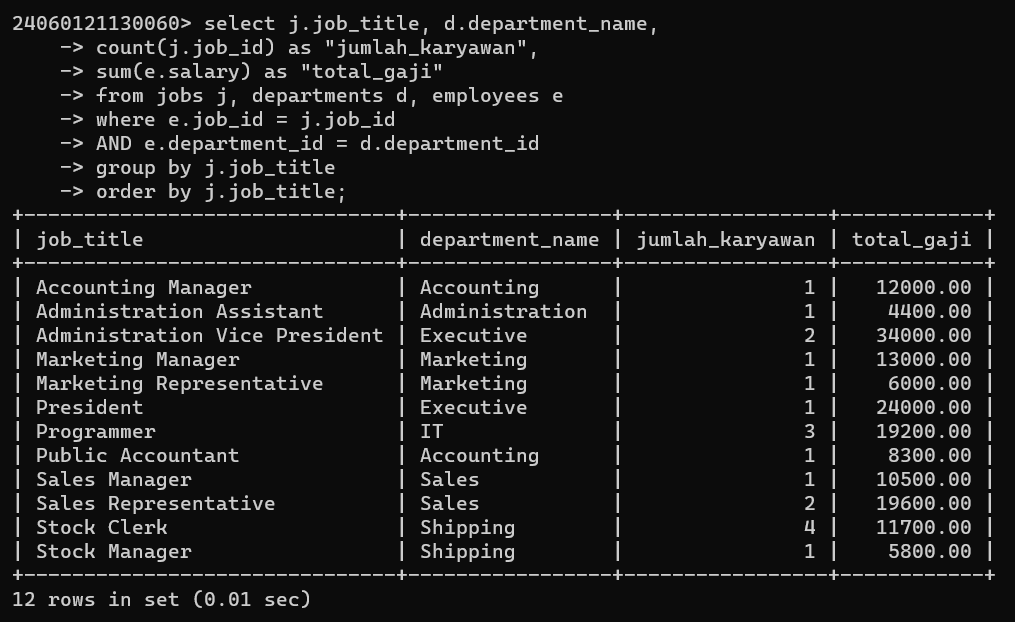 24060121130060> select j.job_title, d.department_name,
    -> count(j.job_id) as "jumlah_karyawan",
    -> sum(e.salary) as "total_gaji"
    -> from jobs j, departments d, employees e
    -> where e.job_id = j.job_id
    -> AND e.department_id = d.department_id
    -> group by j.job_title
    -> order by j.job_title;
+-------------------------------+-----------------+-----------------+------------+
| job_title                     | department_name | jumlah_karyawan | total_gaji |
+-------------------------------+-----------------+-----------------+------------+
| Accounting Manager            | Accounting      |               1 |   12000.00 |
| Administration Assistant      | Administration  |               1 |    4400.00 |
| Administration Vice President | Executive       |               2 |   34000.00 |
| Marketing Manager             | Marketing       |               1 |   13000.00 |
| Marketing Representative      | Marketing       |               1 |    6000.00 |
| President                     | Executive       |               1 |   24000.00 |
| Programmer                    | IT              |               3 |   19200.00 |
| Public Accountant             | Accounting      |               1 |    8300.00 |
| Sales Manager                 | Sales           |               1 |   10500.00 |
| Sales Representative          | Sales           |               2 |   19600.00 |
| Stock Clerk                   | Shipping        |               4 |   11700.00 |
| Stock Manager                 | Shipping        |               1 |    5800.00 |
+-------------------------------+-----------------+-----------------+------------+
12 rows in set (0.01 sec)